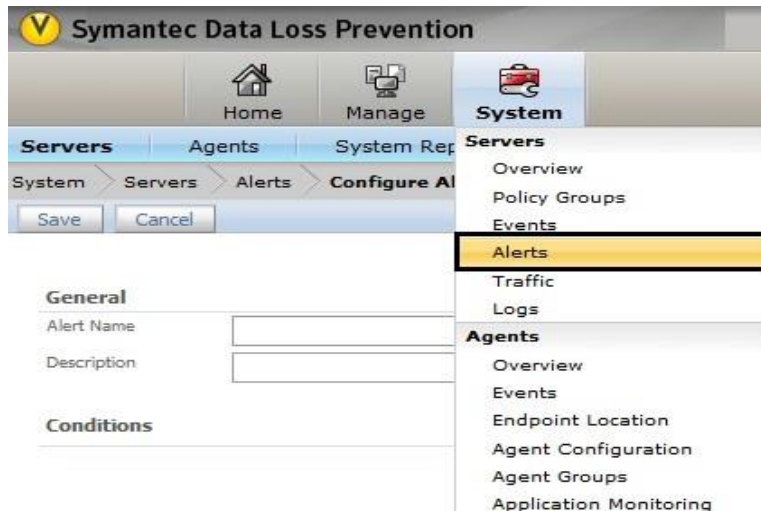 Symantec Data Loss Prevention
Home Manage System
Servers Agents System Rep
System Servers Alerts Configure Al
Save Cancel
General
Alert Name
Description
Conditions
Servers
Overview
Policy Groups
Events
Alerts
Traffic
Logs
Agents
Overview
Events
Endpoint Location
Agent Configuration
Agent Groups
Application Monitoring